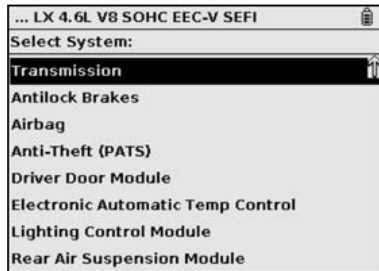 ... LX 4.6L V8 SOHC EEC-V SEFI
Select System:
Transmission
Antilock Brakes
Airbag
Anti-Theft (PATS)
Driver Door Module
Electronic Automatic Temp Control
Lighting Control Module
Rear Air Suspension Module